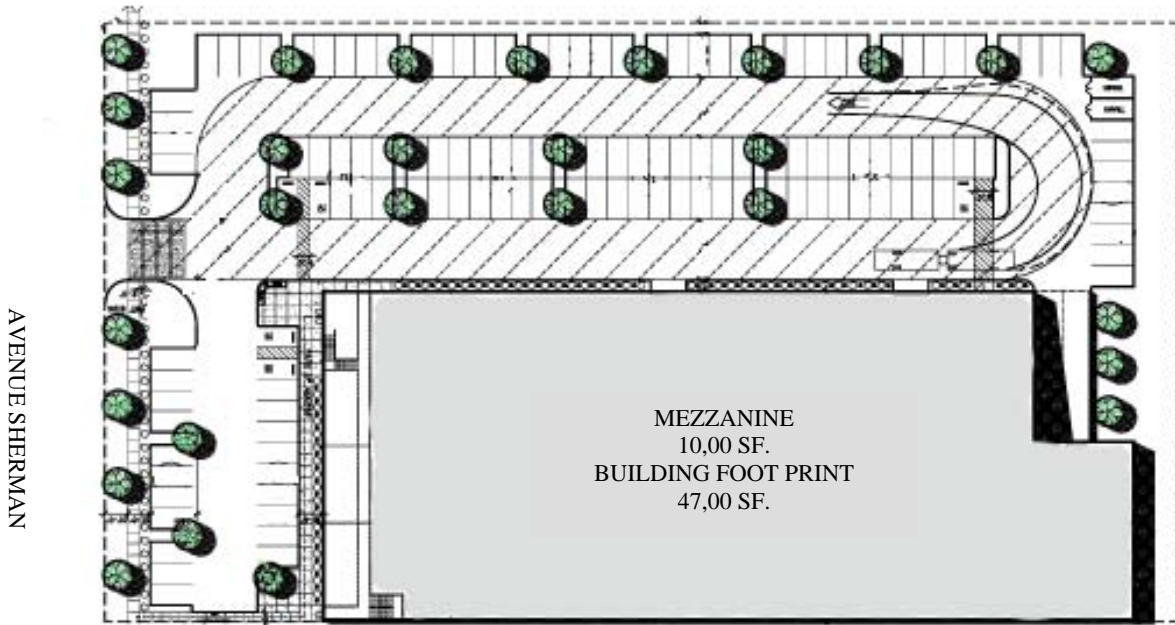 AVENUE SHERMAN
MEZZANINE
10,00 SF.
BUILDING FOOT PRINT
47,00 SF.